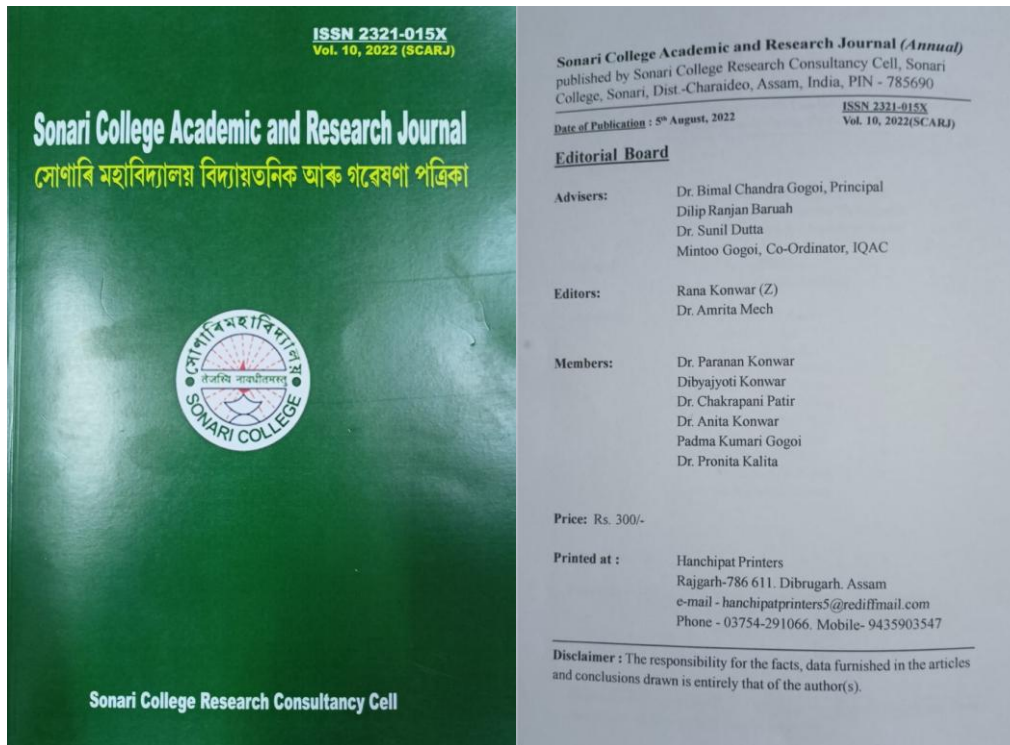 ISSN 2321-015X
Vol. 10, 2022 (SCARJ)
Sonari College Academic and Research Journal
সোণাৰি মহাবিদ্যালয় বিদ্যায়তনিক আৰু গৱেষণা পত্ৰিকা
সোণাৰি মহাবিদ্যালয়
तेजस्वि नावधीतमस्तु
SONARI COLLEGE
Sonari College Research Consultancy Cell
Sonari College Academic and Research Journal (Annual)
published by Sonari College Research Consultancy Cell, Sonari
College, Sonari, Dist.-Charaideo, Assam, India, PIN - 785690
ISSN 2321-015X
Date of Publication : 5th August, 2022 Vol. 10, 2022(SCARJ)
Editorial Board
Advisers: Dr. Bimal Chandra Gogoi, Principal
Dilip Ranjan Baruah
Dr. Sunil Dutta
Mintoo Gogoi, Co-Ordinator, IQAC
Editors: Rana Konwar (Z)
Dr. Amrita Mech
Members: Dr. Paranan Konwar
Dibyajyoti Konwar
Dr. Chakrapani Patir
Dr. Anita Konwar
Padma Kumari Gogoi
Dr. Pronita Kalita
Price: Rs. 300/-
Printed at : Hanchipat Printers
Rajgarh-786 611. Dibrugarh. Assam
e-mail - hanchipatprinters5@rediffmail.com
Phone - 03754-291066. Mobile- 9435903547
Disclaimer : The responsibility for the facts, data furnished in the articles
and conclusions drawn is entirely that of the author(s).